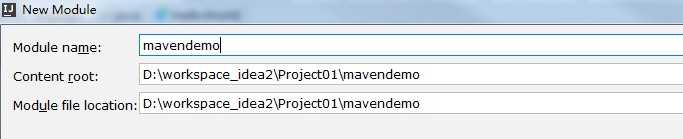 New Module
Module name: mavendemo
Content root: D:\workspace_idea2\Project01\mavendemo
Module file location: D:\workspace_idea2\Project01\mavendemo